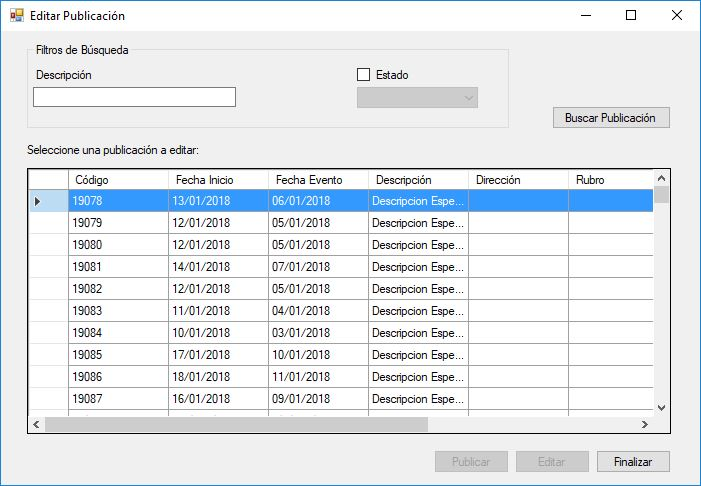 Editar Publicación
Filtros de Búsqueda
Descripción
Estado
Buscar Publicación
Seleccione una publicación a editar:
Código Fecha Inicio Fecha Evento Descripción Dirección Rubro
19078 13/01/2018 06/01/2018 Descripcion Espe...
19079 12/01/2018 05/01/2018 Descripcion Espe...
19080 12/01/2018 05/01/2018 Descripcion Espe...
19081 14/01/2018 07/01/2018 Descripcion Espe...
19082 12/01/2018 05/01/2018 Descripcion Espe...
19083 11/01/2018 04/01/2018 Descripcion Espe...
19084 10/01/2018 03/01/2018 Descripcion Espe...
19085 17/01/2018 10/01/2018 Descripcion Espe...
19086 18/01/2018 11/01/2018 Descripcion Espe...
19087 16/01/2018 09/01/2018 Descripcion Espe...
Publicar Editar Finalizar